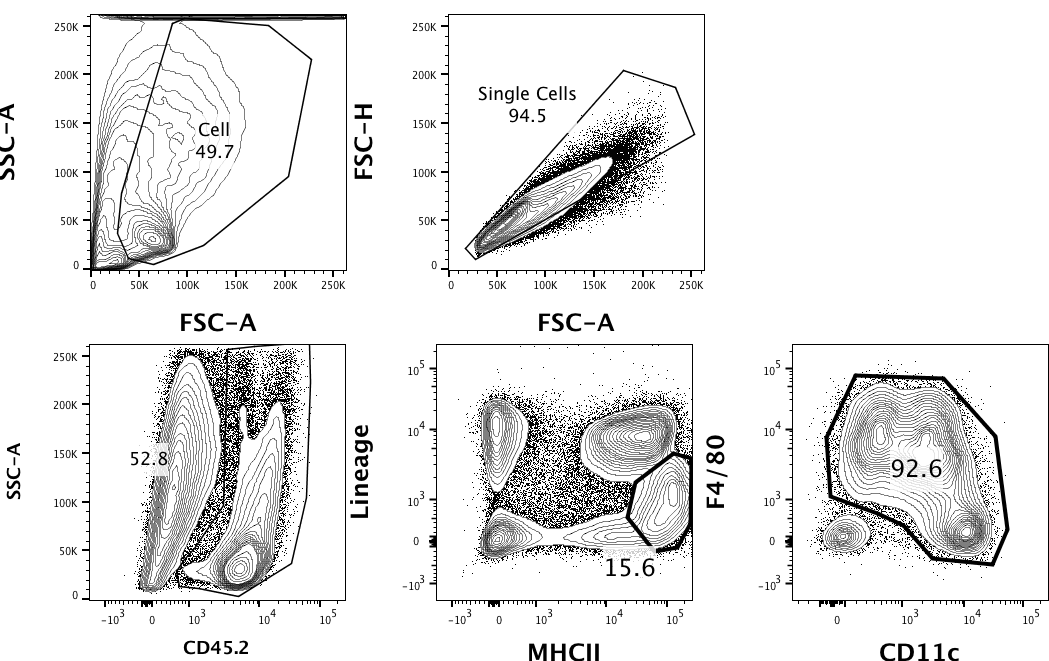 250K
200K
150K
100K
50K
0
SSC-A
Cell
49.7
0 50K 100K 150K 200K 250K
FSC-A
250K
200K
150K
100K
50K
0
FSC-H
Single Cells
94.5
0 50K 100K 150K 200K 250K
FSC-A
250K
200K
150K
100K
50K
0
SSC-A
52.8
-10³ 0 10³ 10⁴ 10⁵
CD45.2
10⁵
10⁴
10³
0
-10³
Lineage
15.6
-10³ 0 10³ 10⁴ 10⁵
MHCII
10⁵
10⁴
10³
0
-10³
F4/80
92.6
0 10³ 10⁴ 10⁵
CD11c